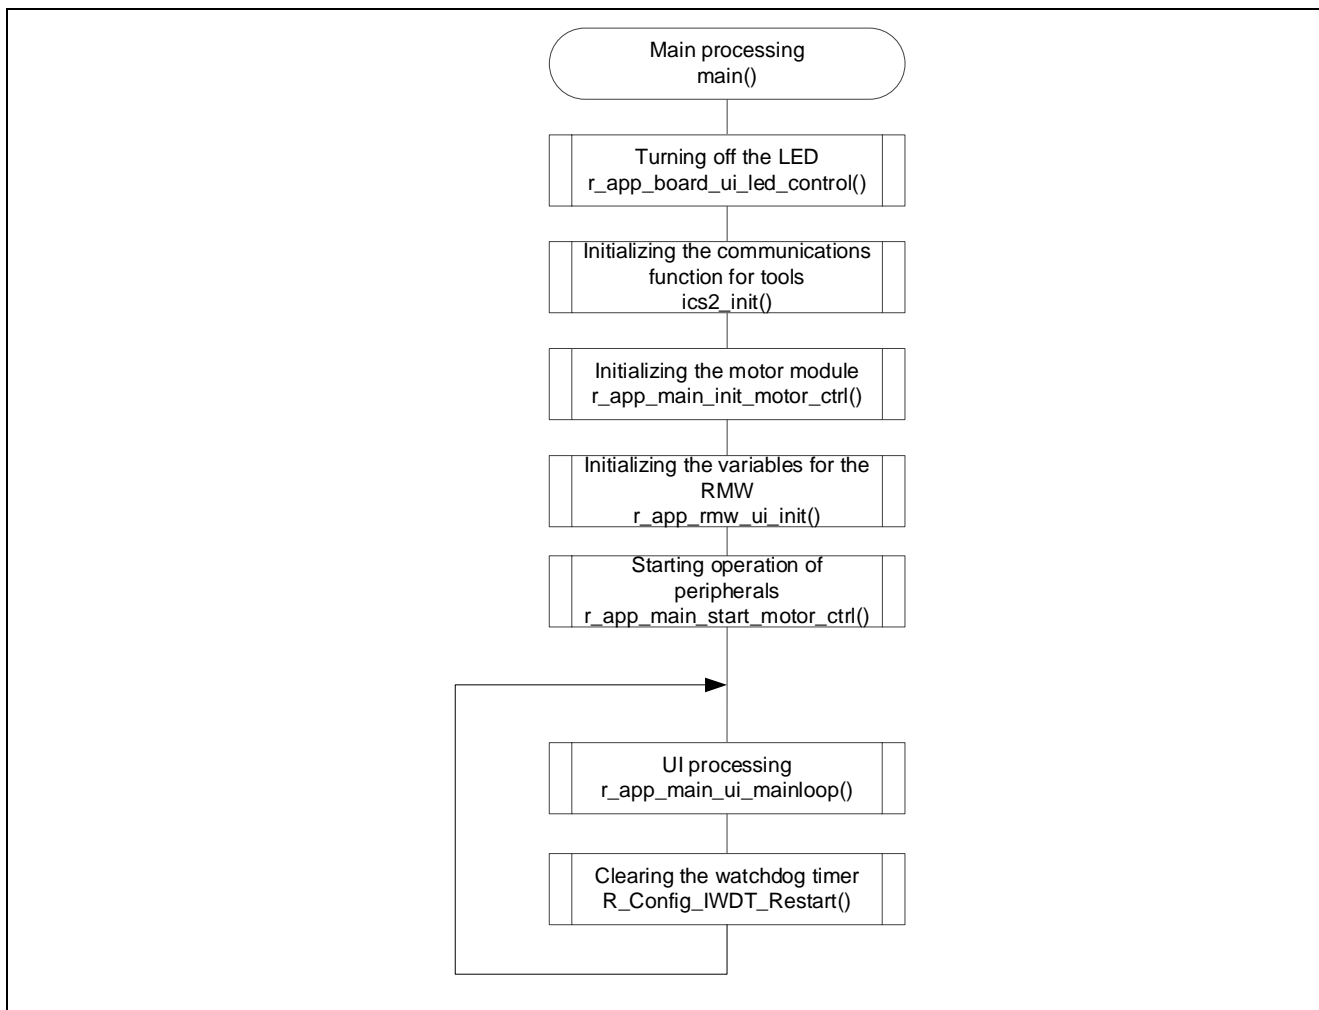 Main processing
main()
Turning off the LED
r_app_board_ui_led_control()
Initializing the communications
function for tools
ics2_init()
Initializing the motor module
r_app_main_init_motor_ctrl()
Initializing the variables for the
RMW
r_app_rmw_ui_init()
Starting operation of
peripherals
r_app_main_start_motor_ctrl()
UI processing
r_app_main_ui_mainloop()
Clearing the watchdog timer
R_Config_IWDT_Restart()